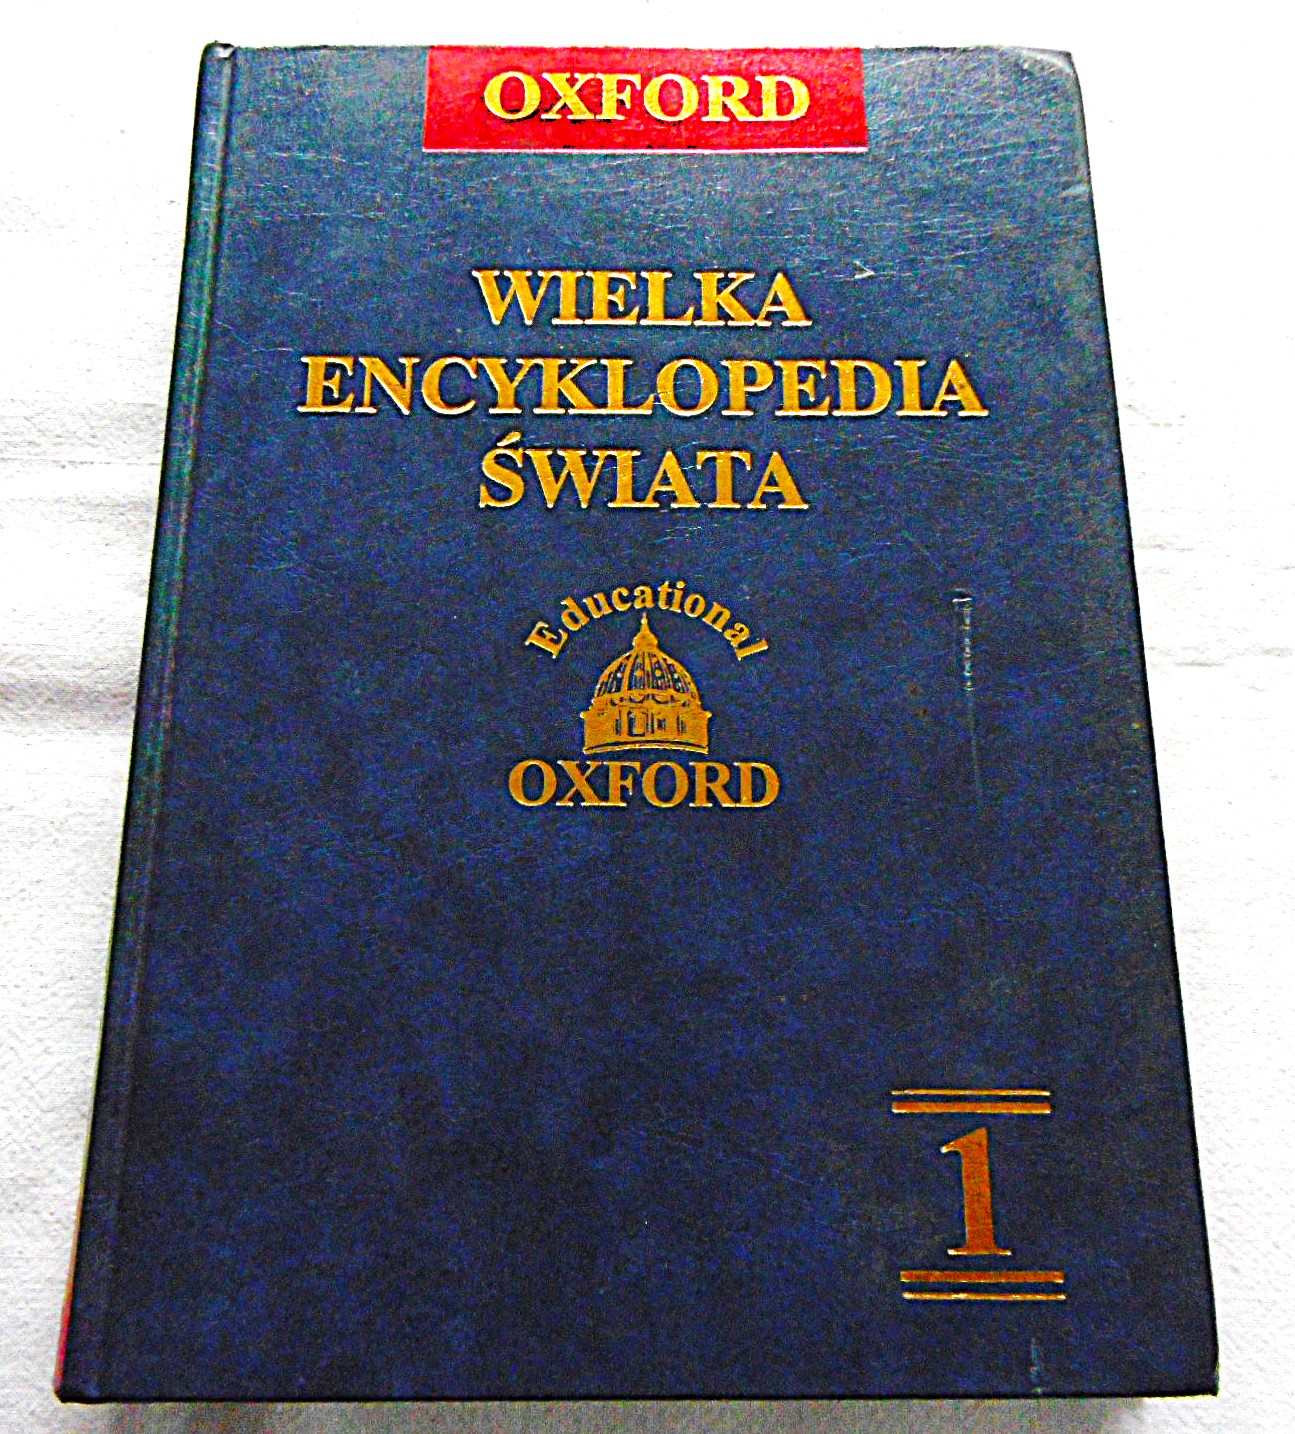 OXFORD
WIELKA
ENCYKLOPEDIA
ŚWIATA
Educational
OXFORD
1